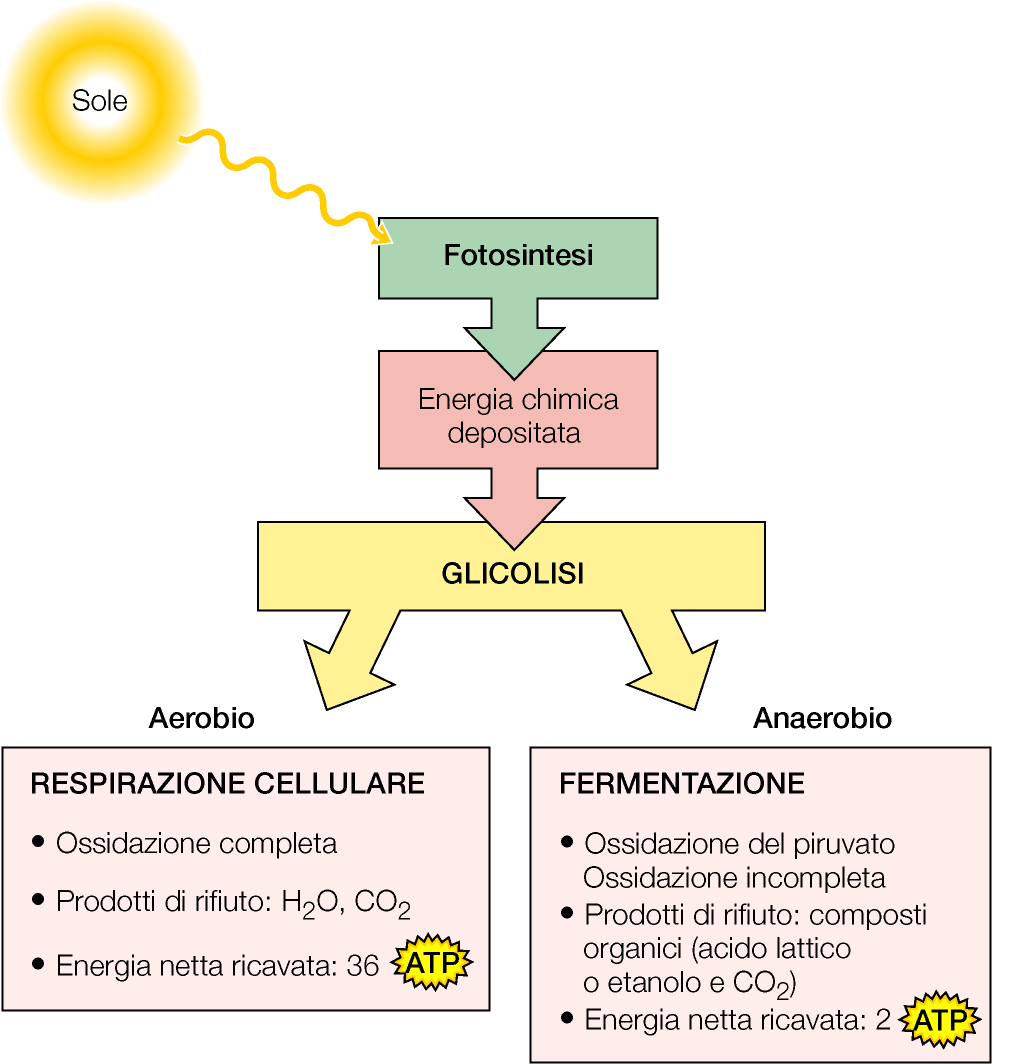 Sole
Fotosintesi
Energia chimica
depositata
GLICOLISI
Aerobio
RESPIRAZIONE CELLULARE
• Ossidazione completa
• Prodotti di rifiuto: H₂O, CO₂
• Energia netta ricavata: 36 ATP
Anaerobio
FERMENTAZIONE
• Ossidazione del piruvato
Ossidazione incompleta
• Prodotti di rifiuto: composti
organici (acido lattico
o etanolo e CO₂)
• Energia netta ricavata: 2 ATP